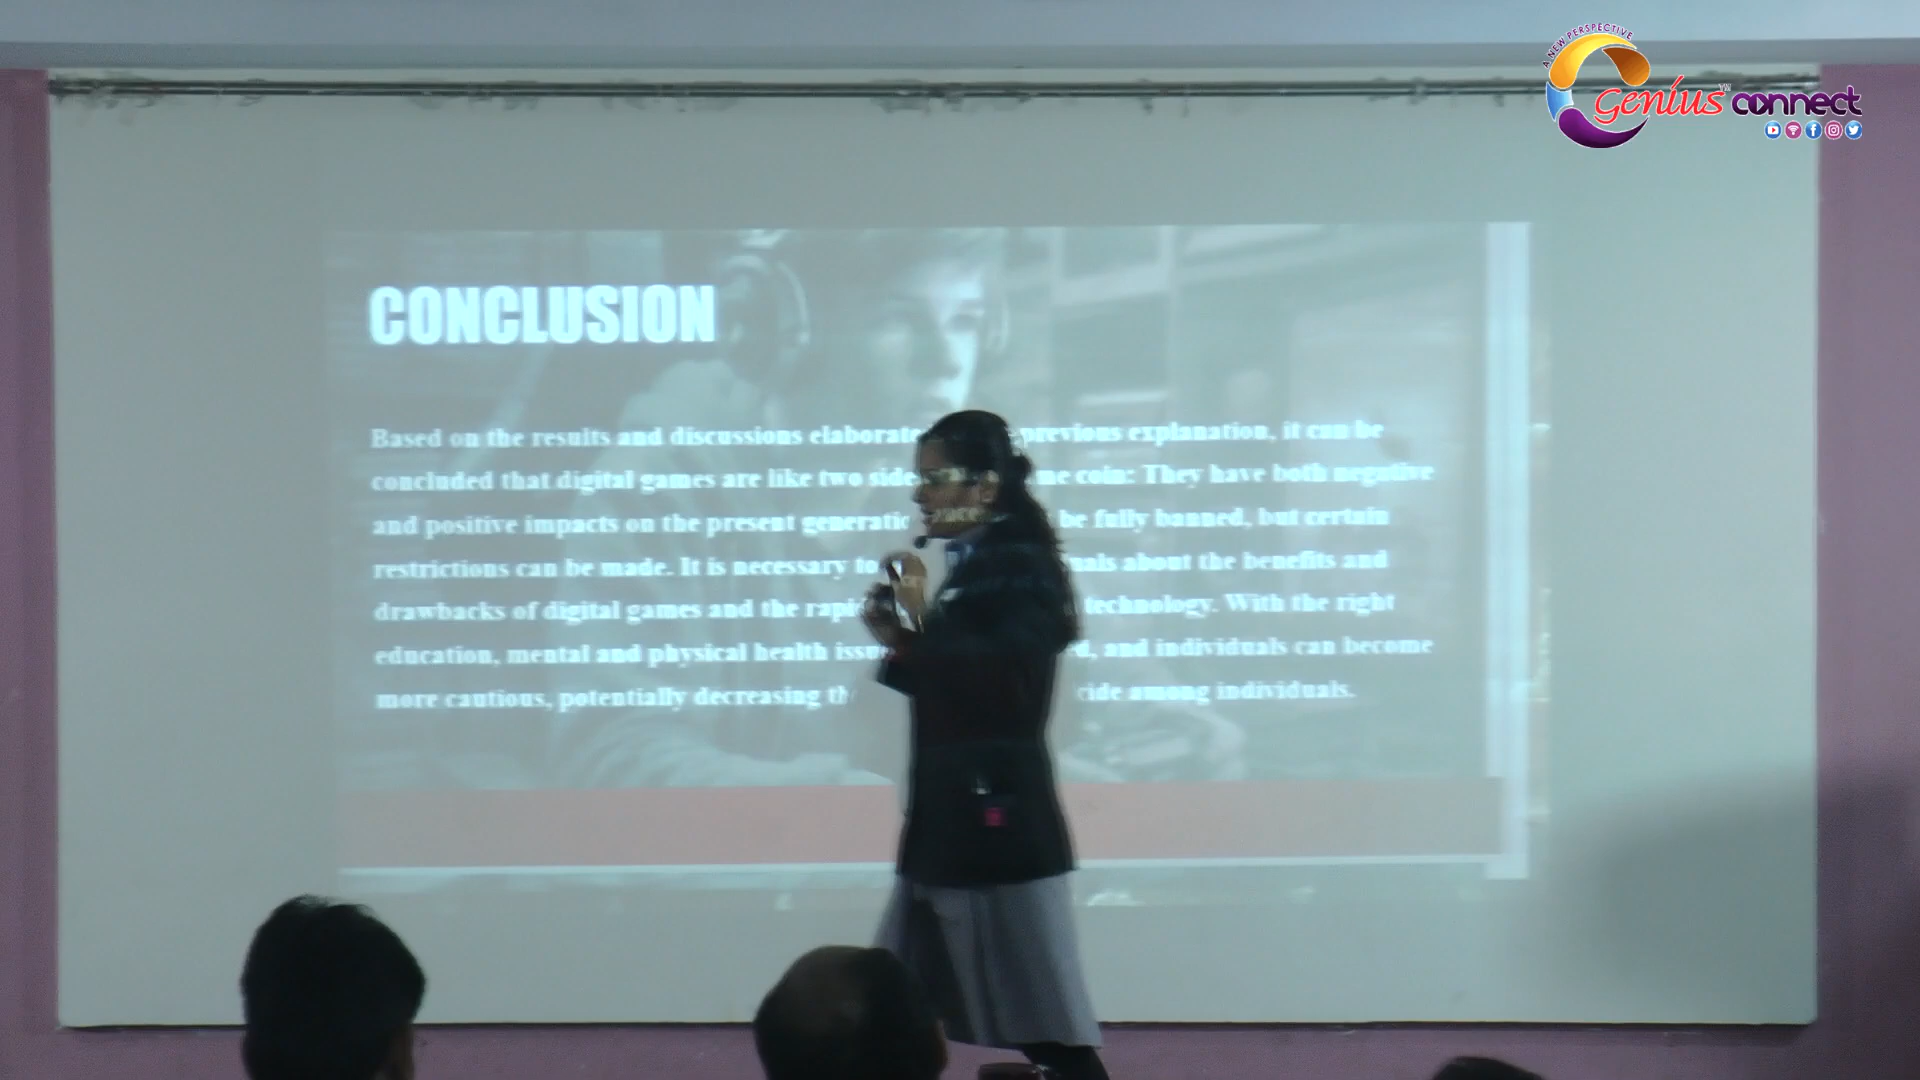 A NEW PERSPECTIVE
Genius connect
TM
CONCLUSION
Based on the results and discussions elaborate previous explanation, it can be
concluded that digital games are like two side coin: They have both negative
and positive impacts on the present generatio be fully banned, but certain
restrictions can be made. It is necessary to about the benefits and
drawbacks of digital games and the rapi technology. With the right
education, mental and physical health issu and individuals can become
more cautious, potentially decreasing th among individuals.